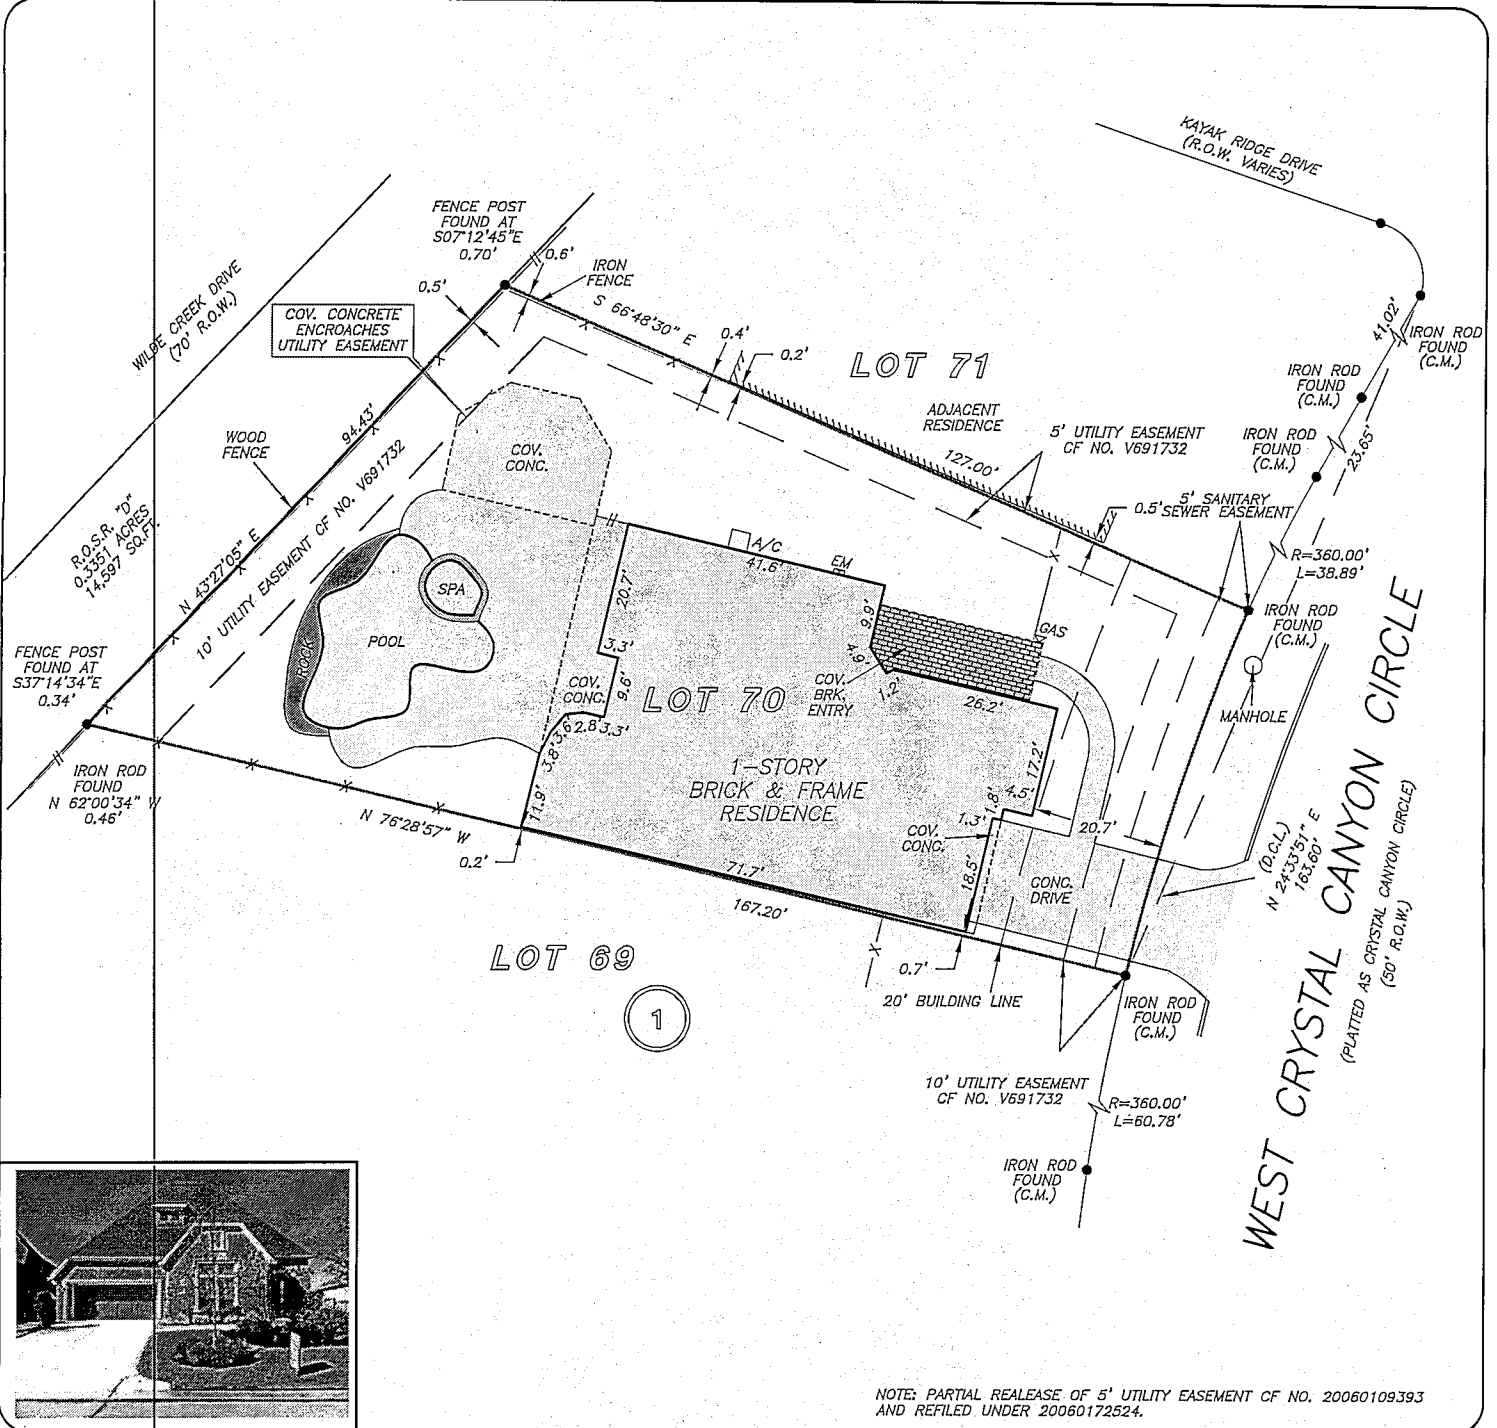 KAYAK RIDGE DRIVE
(R.O.W. VARIES)
FENCE POST
FOUND AT
S07°12'45"E
0.70'
0.6'
IRON
FENCE
0.5'
S 66°48'30" E
WILDE CREEK DRIVE
(70' R.O.W.)
COV. CONCRETE
ENCROACHES
UTILITY EASEMENT
0.4'
0.2'
LOT 71
41.02'
IRON ROD
FOUND
(C.M.)
IRON ROD
FOUND
(C.M.)
ADJACENT
RESIDENCE
94.43'
WOOD
FENCE
COV.
CONC.
127.00'
5' UTILITY EASEMENT
CF NO. V691732
IRON ROD
FOUND
(C.M.)
23.65'
5' SANITARY
SEWER EASEMENT
0.5'
R.O.S.R. "D"
0.3351 ACRES
14,597 SQ.FT.
N 43°27'05" E
10' UTILITY EASEMENT CF NO. V691732
A/C
41.6'
EM
R=360.00'
L=38.89'
20.7'
SPA
POOL
ROCK
9.9'
IRON ROD
FOUND
(C.M.)
GAS
FENCE POST
FOUND AT
S37°14'34"E
0.34'
3.3'
4.9'
9.6'
COV.
CONC.
LOT 70
COV.
BRK.
ENTRY
1.2'
26.2'
MANHOLE
3.8'
3.6'
2.8'
3.3'
IRON ROD
FOUND
N 62°00'34" W
0.46'
1-STORY
BRICK & FRAME
RESIDENCE
17.2'
11.9'
4.5'
1.8'
1.3'
20.7'
N 76°28'57" W
0.2'
COV.
CONC.
(D.C.L.)
N 24°33'51" E
163.60'
71.7'
18.5'
CONC.
DRIVE
167.20'
WEST CRYSTAL CANYON CIRCLE
(PLATTED AS CRYSTAL CANYON CIRCLE)
(50' R.O.W.)
LOT 69
0.7'
20' BUILDING LINE
IRON ROD
FOUND
(C.M.)
1
10' UTILITY EASEMENT
CF NO. V691732
R=360.00'
L=60.78'
IRON ROD
FOUND
(C.M.)
NOTE: PARTIAL REALEASE OF 5' UTILITY EASEMENT CF NO. 20060109393
AND REFILED UNDER 20060172524.